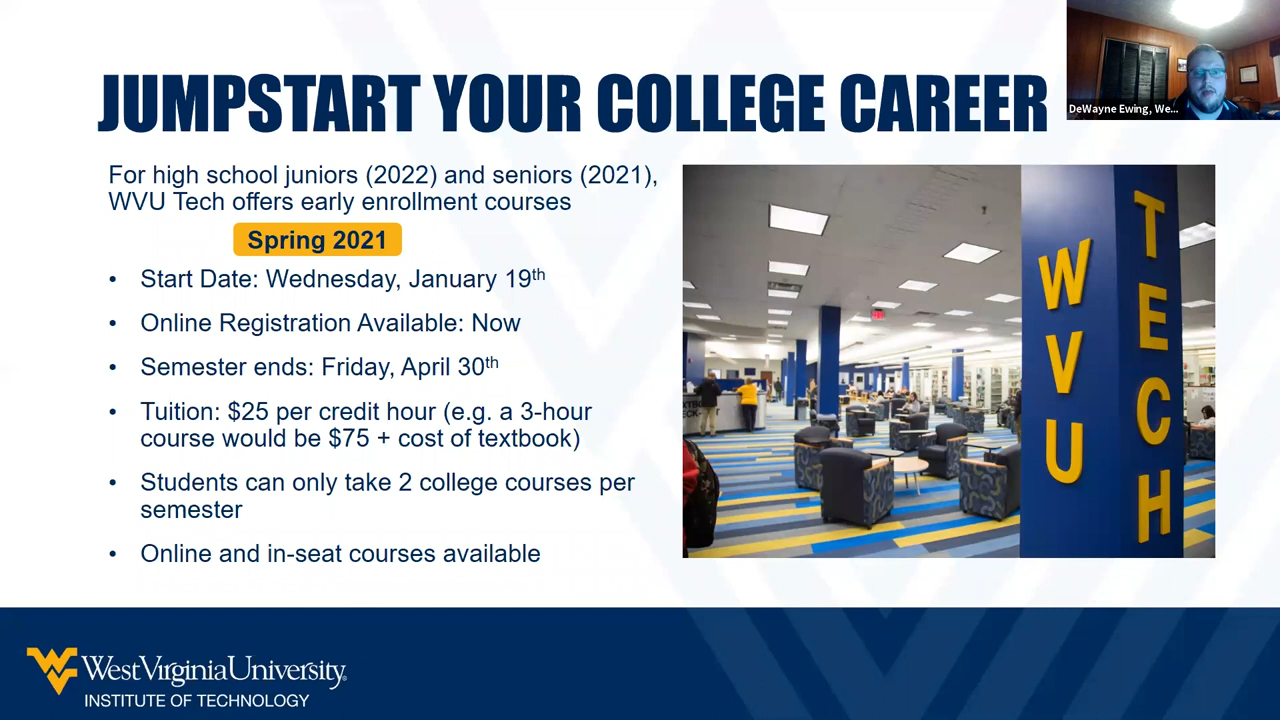 JUMPSTART YOUR COLLEGE CAREER
DeWayne Ewing, We...
For high school juniors (2022) and seniors (2021),
WVU Tech offers early enrollment courses
Spring 2021
• Start Date: Wednesday, January 19th
• Online Registration Available: Now
• Semester ends: Friday, April 30th
• Tuition: $25 per credit hour (e.g. a 3-hour
course would be $75 + cost of textbook)
• Students can only take 2 college courses per
semester
• Online and in-seat courses available
WVU
TECH
WestVirginiaUniversity®
INSTITUTE OF TECHNOLOGY